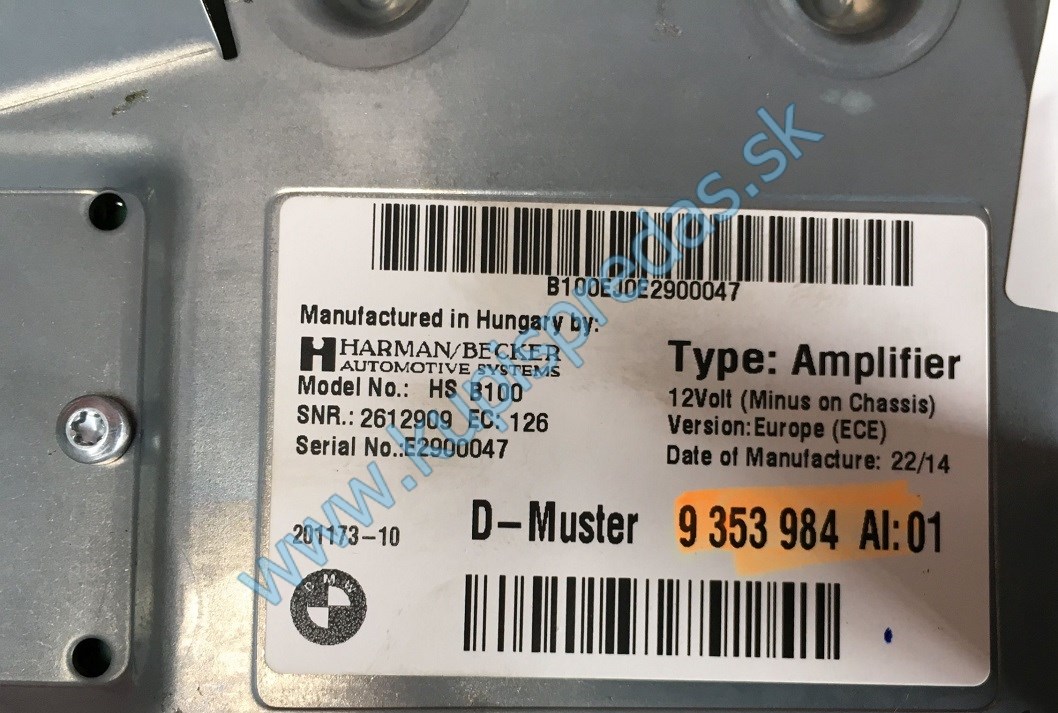 B100EJ0E2900047
Manufactured in Hungary by:
HARMAN/BECKER
AUTOMOTIVE SYSTEMS
Model No.: HS B100
SNR.: 2612909 EC: 126
Serial No.:E2900047
Type: Amplifier
12Volt (Minus on Chassis)
Version:Europe (ECE)
Date of Manufacture: 22/14
201173-10
D-Muster 9 353 984 AI:01
BMW
www.kupispredas.sk